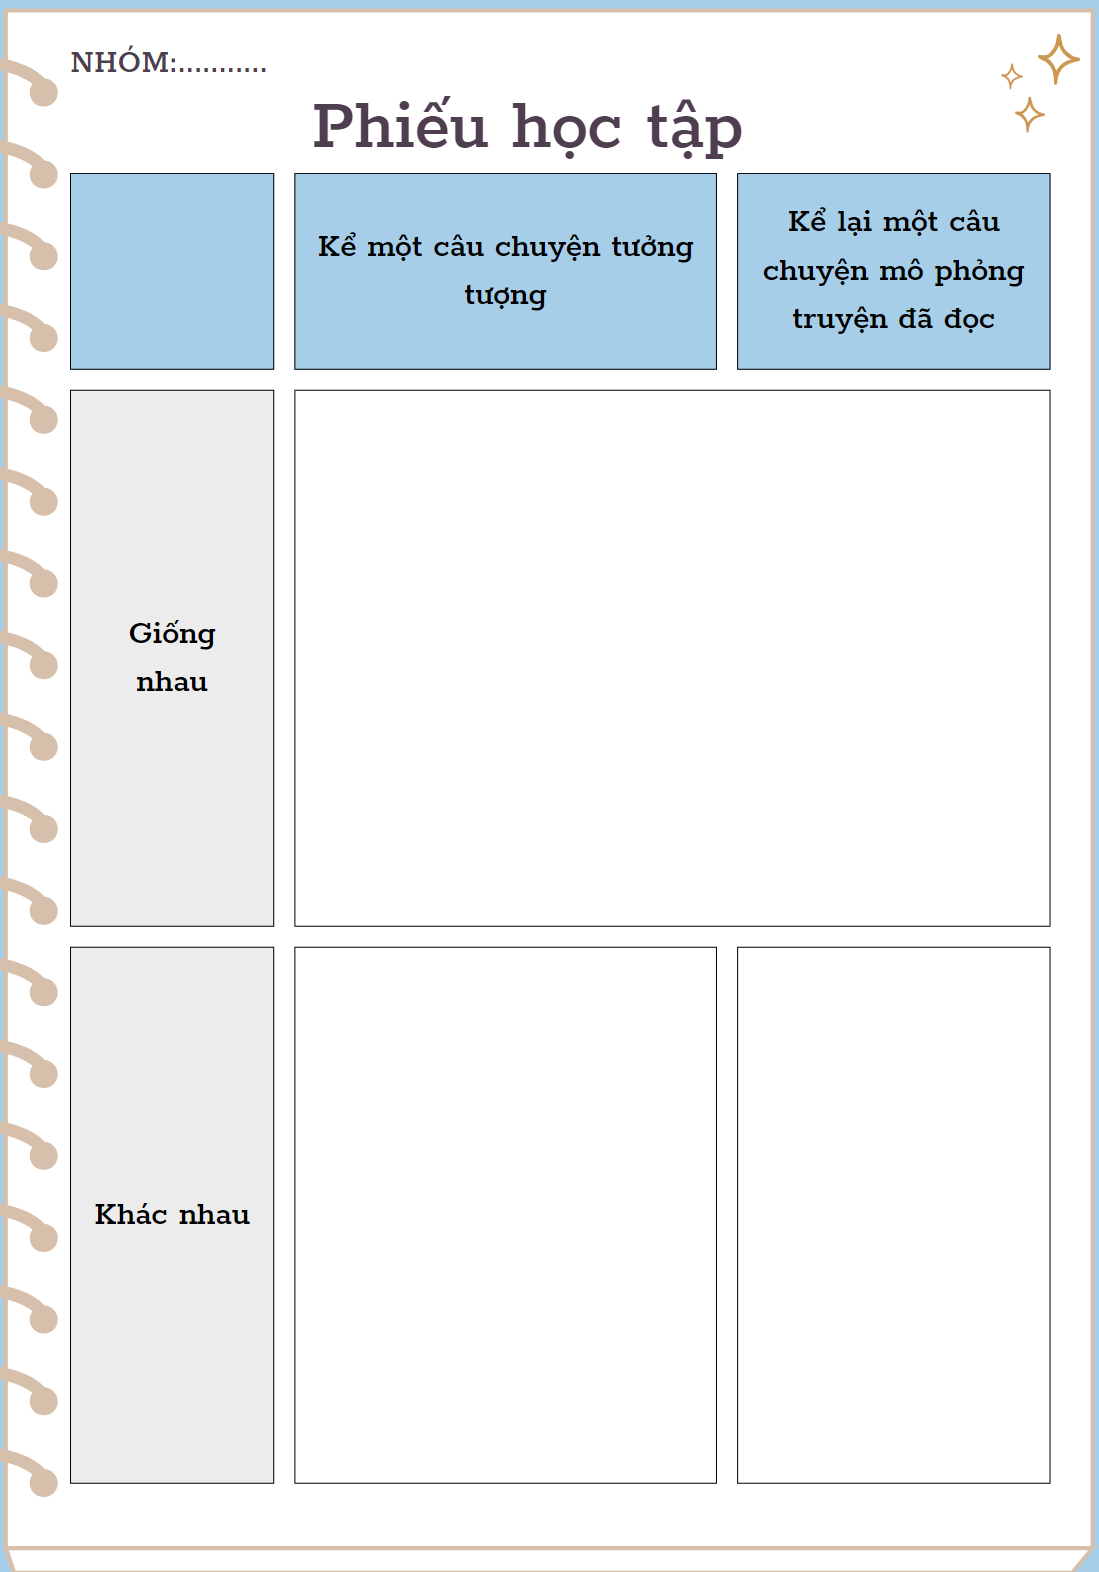 NHÓM:...........
Phiếu học tập
Kể một câu chuyện tưởng
tượng
Kể lại một câu
chuyện mô phỏng
truyện đã đọc
Giống
nhau
Khác nhau